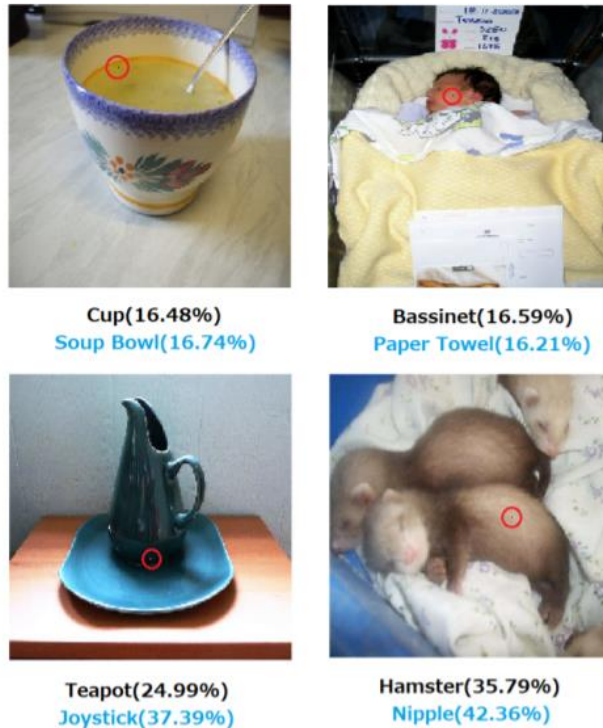 Cup(16.48%)
Soup Bowl(16.74%)
Bassinet(16.59%)
Paper Towel(16.21%)
Teapot(24.99%)
Joystick(37.39%)
Hamster(35.79%)
Nipple(42.36%)